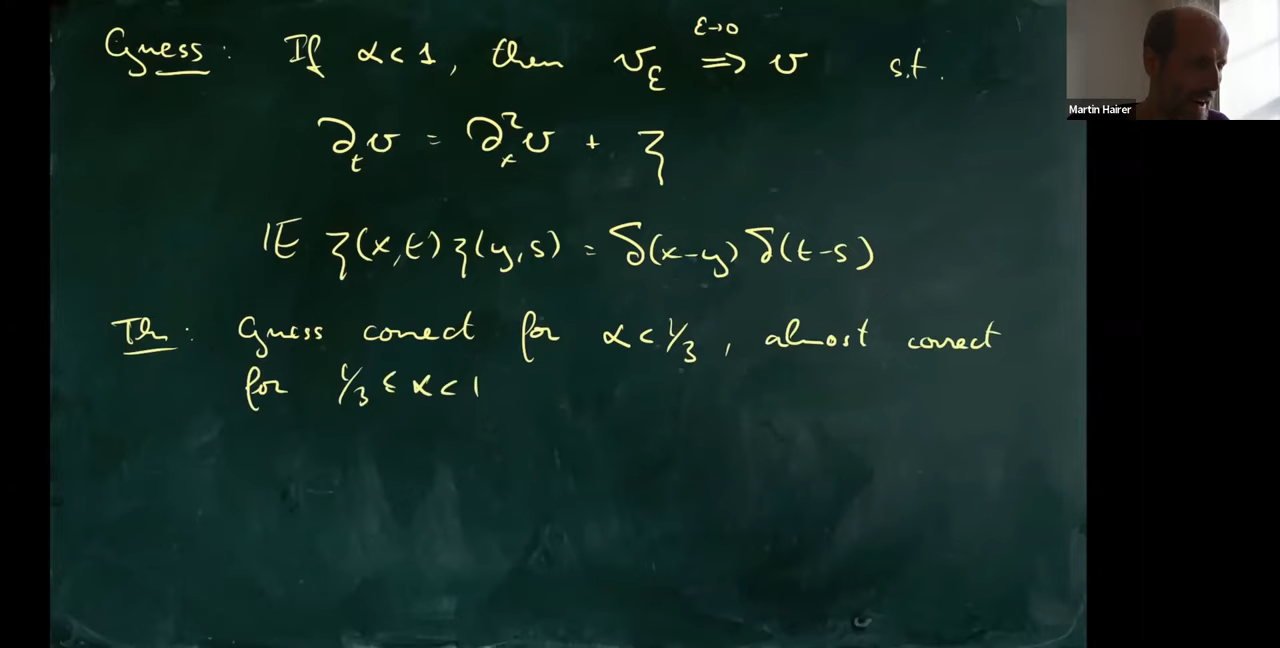 Guess: If α<1, then v_ε ⟹ v s.t.
ε→0
∂_t v = ∂_x^2 v + ξ
𝔼 ξ(x,t) ξ(y,s) = δ(x-y) δ(t-s)
Th: Guess correct for α<1/3, almost correct
for 1/3 ≤ α < 1
Martin Hairer